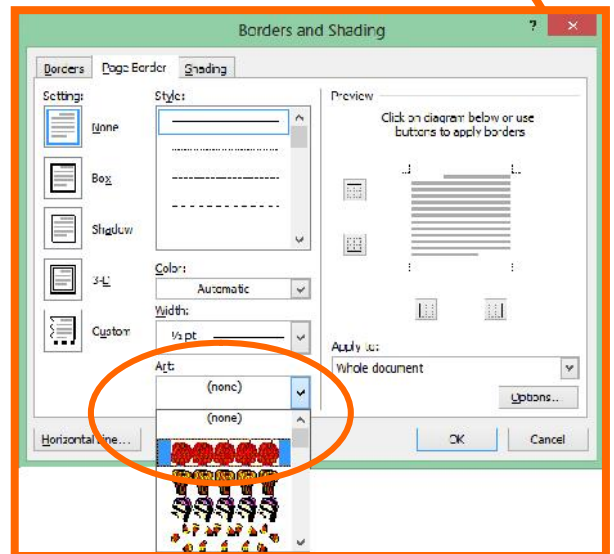 Borders and Shading ?
Borders Page Border Shading
Setting:
None
Box
Shadow
3-D
Custom
Style:
Color:
Automatic
Width:
½ pt
Art:
(none)
(none)
Preview
Click on diagram below or use
buttons to apply borders
Apply to:
Whole document
Options...
Horizontal Line...
OK Cancel